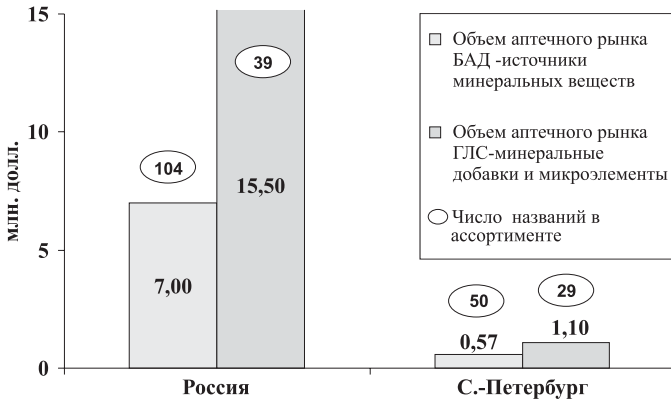 млн. долл.
15
10
5
0
104
39
7,00
15,50
50
29
0,57
1,10
Россия
С.-Петербург
Объем аптечного рынка
БАД -источники
минеральных веществ
Объем аптечного рынка
ГЛС-минеральные
добавки и микроэлементы
Число названий в
ассортименте